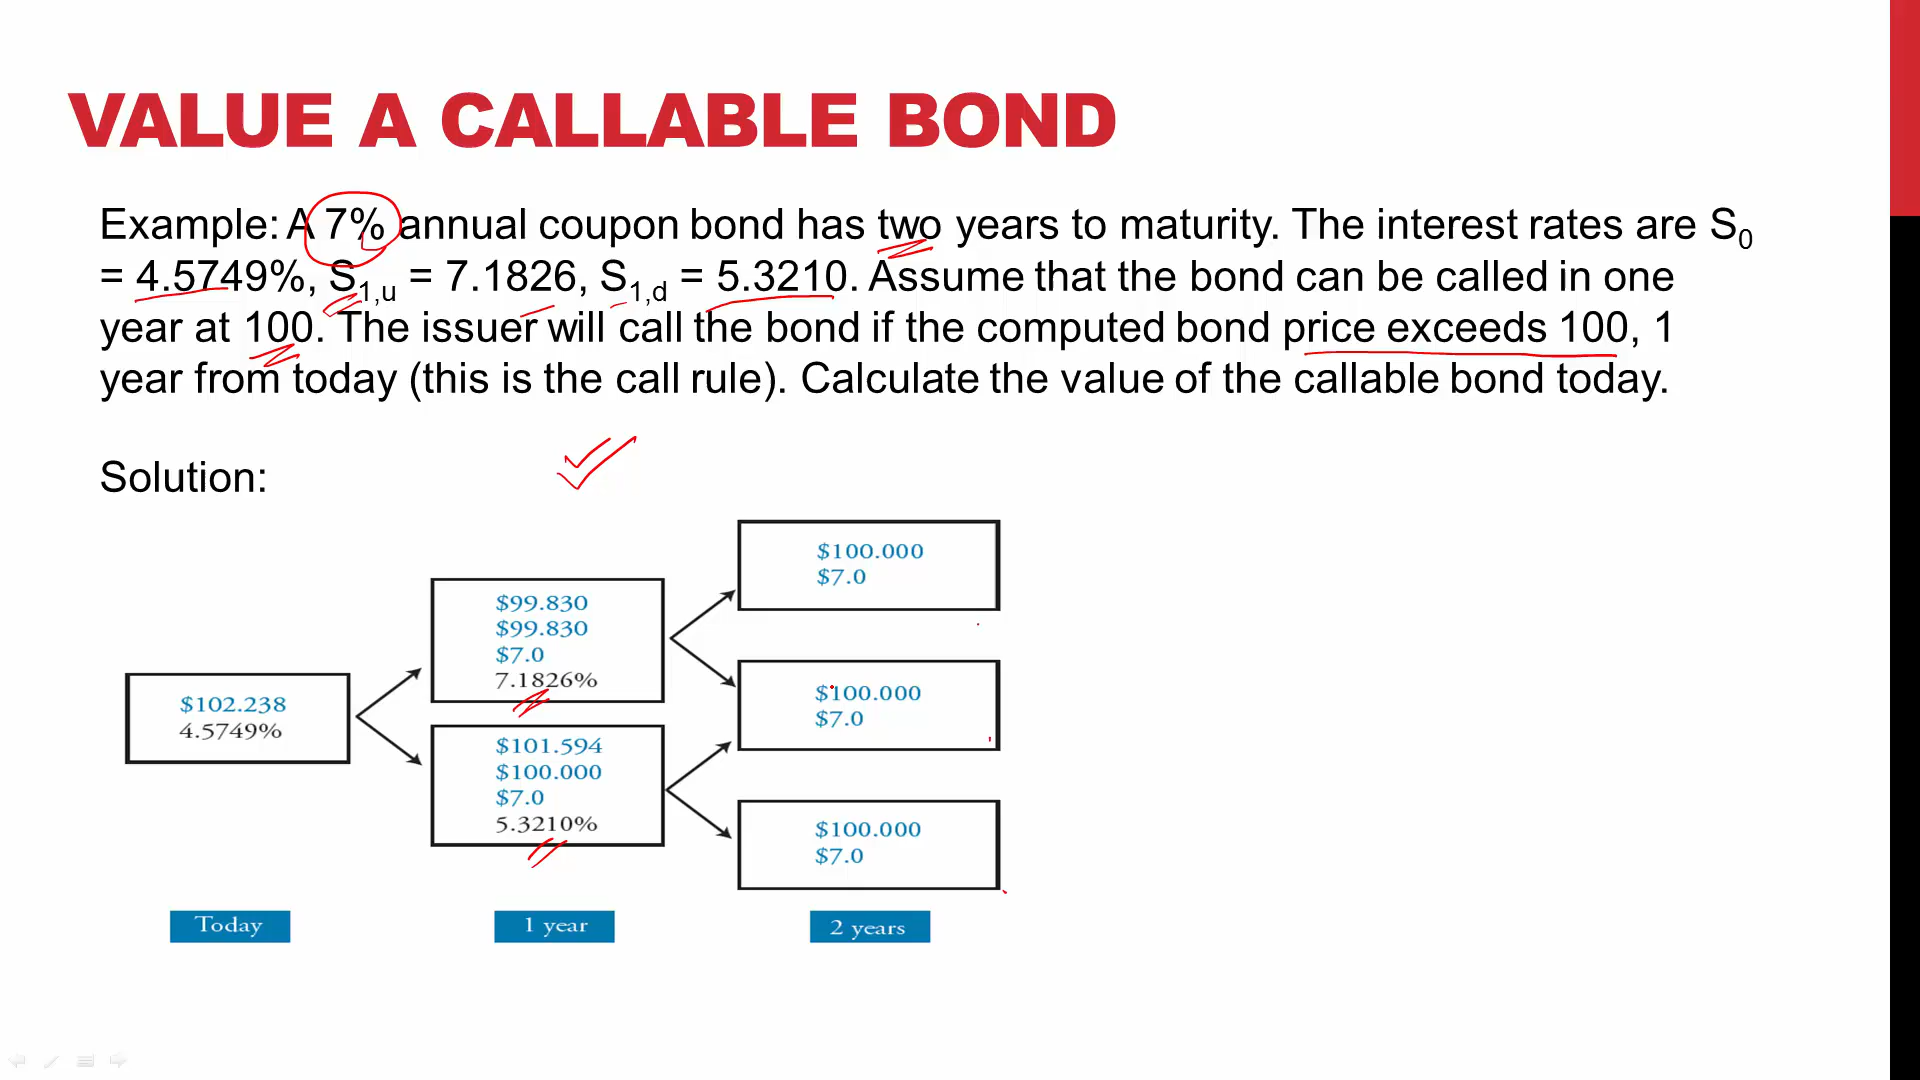 VALUE A CALLABLE BOND
Example: A 7% annual coupon bond has two years to maturity. The interest rates are S0
= 4.5749%, S1,u = 7.1826, S1,d = 5.3210. Assume that the bond can be called in one
year at 100. The issuer will call the bond if the computed bond price exceeds 100, 1
year from today (this is the call rule). Calculate the value of the callable bond today.
Solution:
$102.238
4.5749%
$99.830
$99.830
$7.0
7.1826%
$101.594
$100.000
$7.0
5.3210%
$100.000
$7.0
$100.000
$7.0
$100.000
$7.0
Today
1 year
2 years